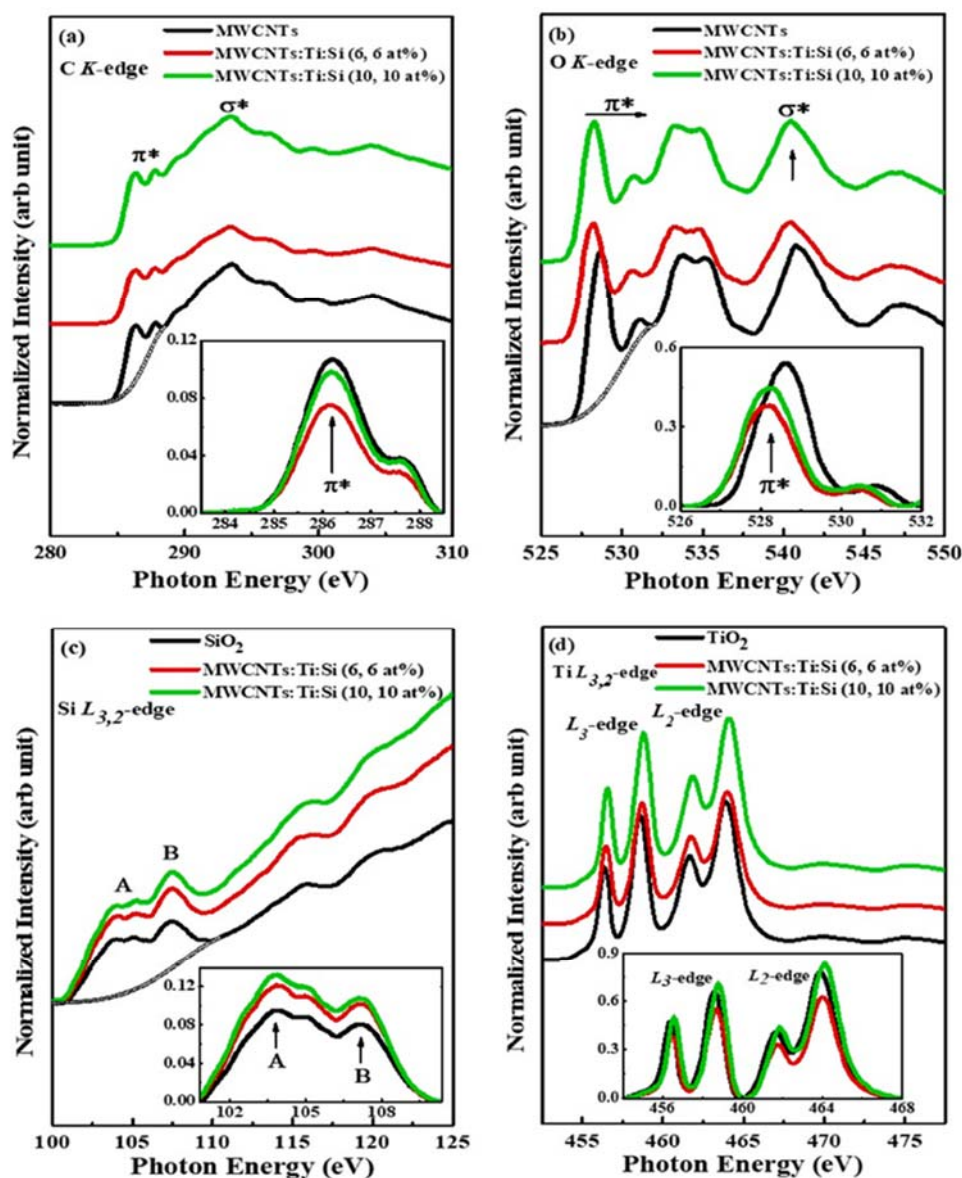 (a)
MWCNTs
MWCNTs:Ti:Si (6, 6 at%)
MWCNTs:Ti:Si (10, 10 at%)
C K-edge
σ*
π*
0.12
0.08
0.04
0.00
π*
284 285 286 287 288
280 290 300 310
Photon Energy (eV)
Normalized Intensity (arb unit)
(b)
MWCNTs
MWCNTs:Ti:Si (6, 6 at%)
MWCNTs:Ti:Si (10, 10 at%)
O K-edge
π*
σ*
0.6
0.3
0.0
π*
526 528 530 532
525 530 535 540 545 550
Photon Energy (eV)
Normalized Intensity (arb unit)
(c)
SiO2
MWCNTs:Ti:Si (6, 6 at%)
MWCNTs:Ti:Si (10, 10 at%)
Si L3,2-edge
A
B
0.12
0.08
0.04
0.00
A
B
102 105 108
100 105 110 115 120 125
Photon Energy (eV)
Normalized Intensity (arb unit)
(d)
TiO2
MWCNTs:Ti:Si (6, 6 at%)
MWCNTs:Ti:Si (10, 10 at%)
Ti L3,2-edge
L3-edge
L2-edge
0.9
0.6
0.3
0.0
L3-edge
L2-edge
456 460 464 468
455 460 465 470 475
Photon Energy (eV)
Normalized Intensity (arb unit)